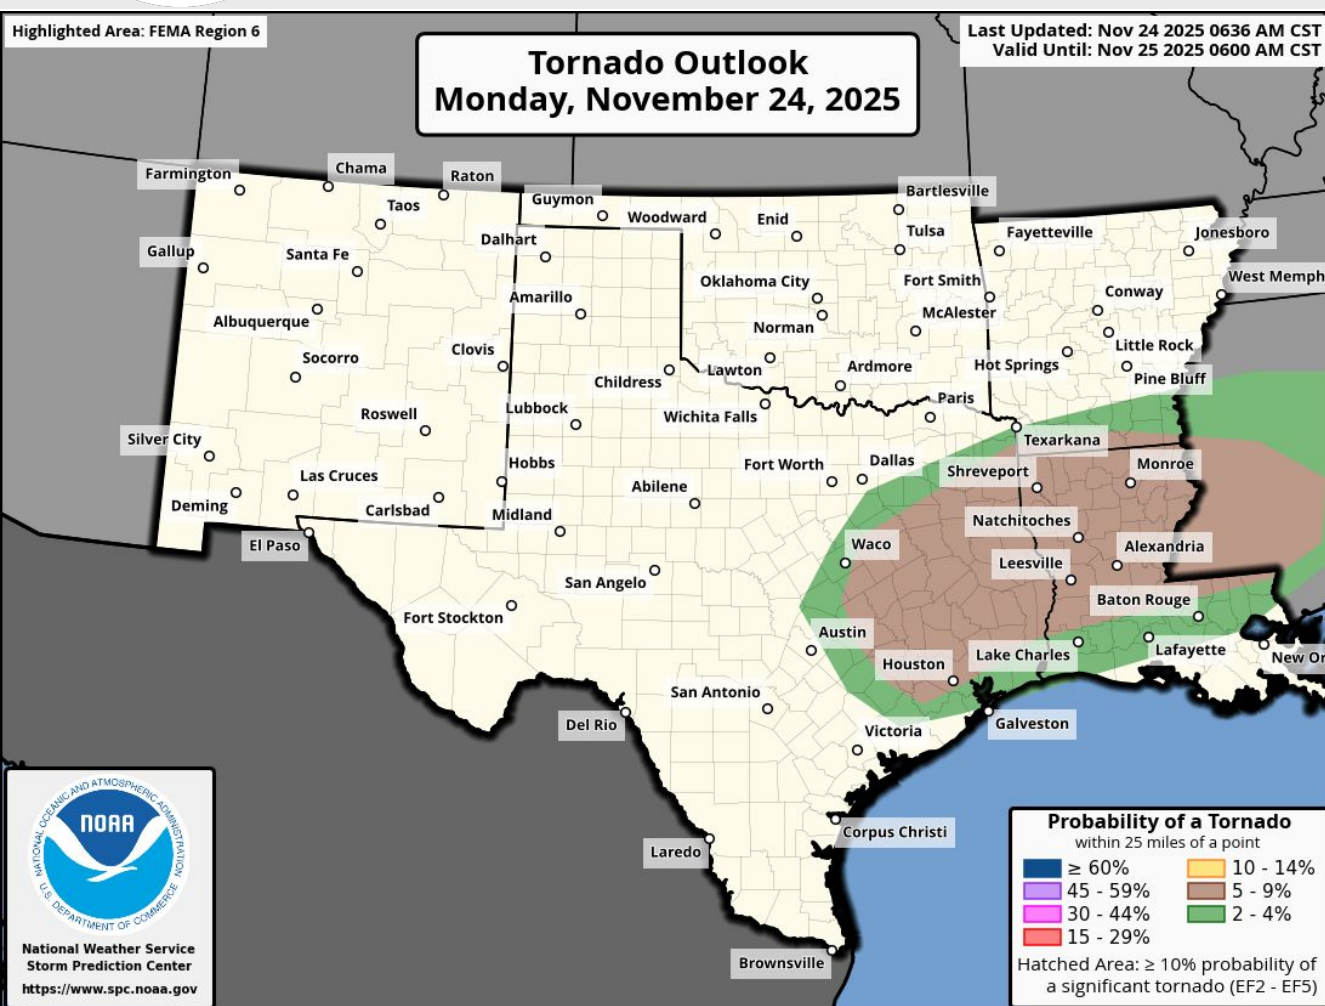 Highlighted Area: FEMA Region 6
Last Updated: Nov 24 2025 0636 AM CST
Valid Until: Nov 25 2025 0600 AM CST
Tornado Outlook
Monday, November 24, 2025
Farmington
Chama
Raton
Taos
Guymon
Woodward
Enid
Bartlesville
Tulsa
Fayetteville
Jonesboro
Gallup
Santa Fe
Dalhart
Oklahoma City
Fort Smith
West Memph
Conway
Amarillo
Albuquerque
Norman
McAlester
Little Rock
Socorro
Clovis
Childress
Lawton
Ardmore
Hot Springs
Pine Bluff
Roswell
Lubbock
Wichita Falls
Paris
Silver City
Texarkana
Las Cruces
Hobbs
Abilene
Fort Worth
Dallas
Shreveport
Monroe
Deming
Carlsbad
Midland
Natchitoches
El Paso
Waco
Alexandria
Leesville
San Angelo
Baton Rouge
Fort Stockton
Austin
Lake Charles
Lafayette
New Or
Houston
San Antonio
Del Rio
Galveston
Victoria
Corpus Christi
Laredo
Brownsville
NATIONAL OCEANIC AND ATMOSPHERIC ADMINISTRATION
NOAA
U.S. DEPARTMENT OF COMMERCE
National Weather Service
Storm Prediction Center
https://www.spc.noaa.gov
Probability of a Tornado
within 25 miles of a point
≥ 60%
10 - 14%
45 - 59%
5 - 9%
30 - 44%
2 - 4%
15 - 29%
Hatched Area: ≥ 10% probability of
a significant tornado (EF2 - EF5)